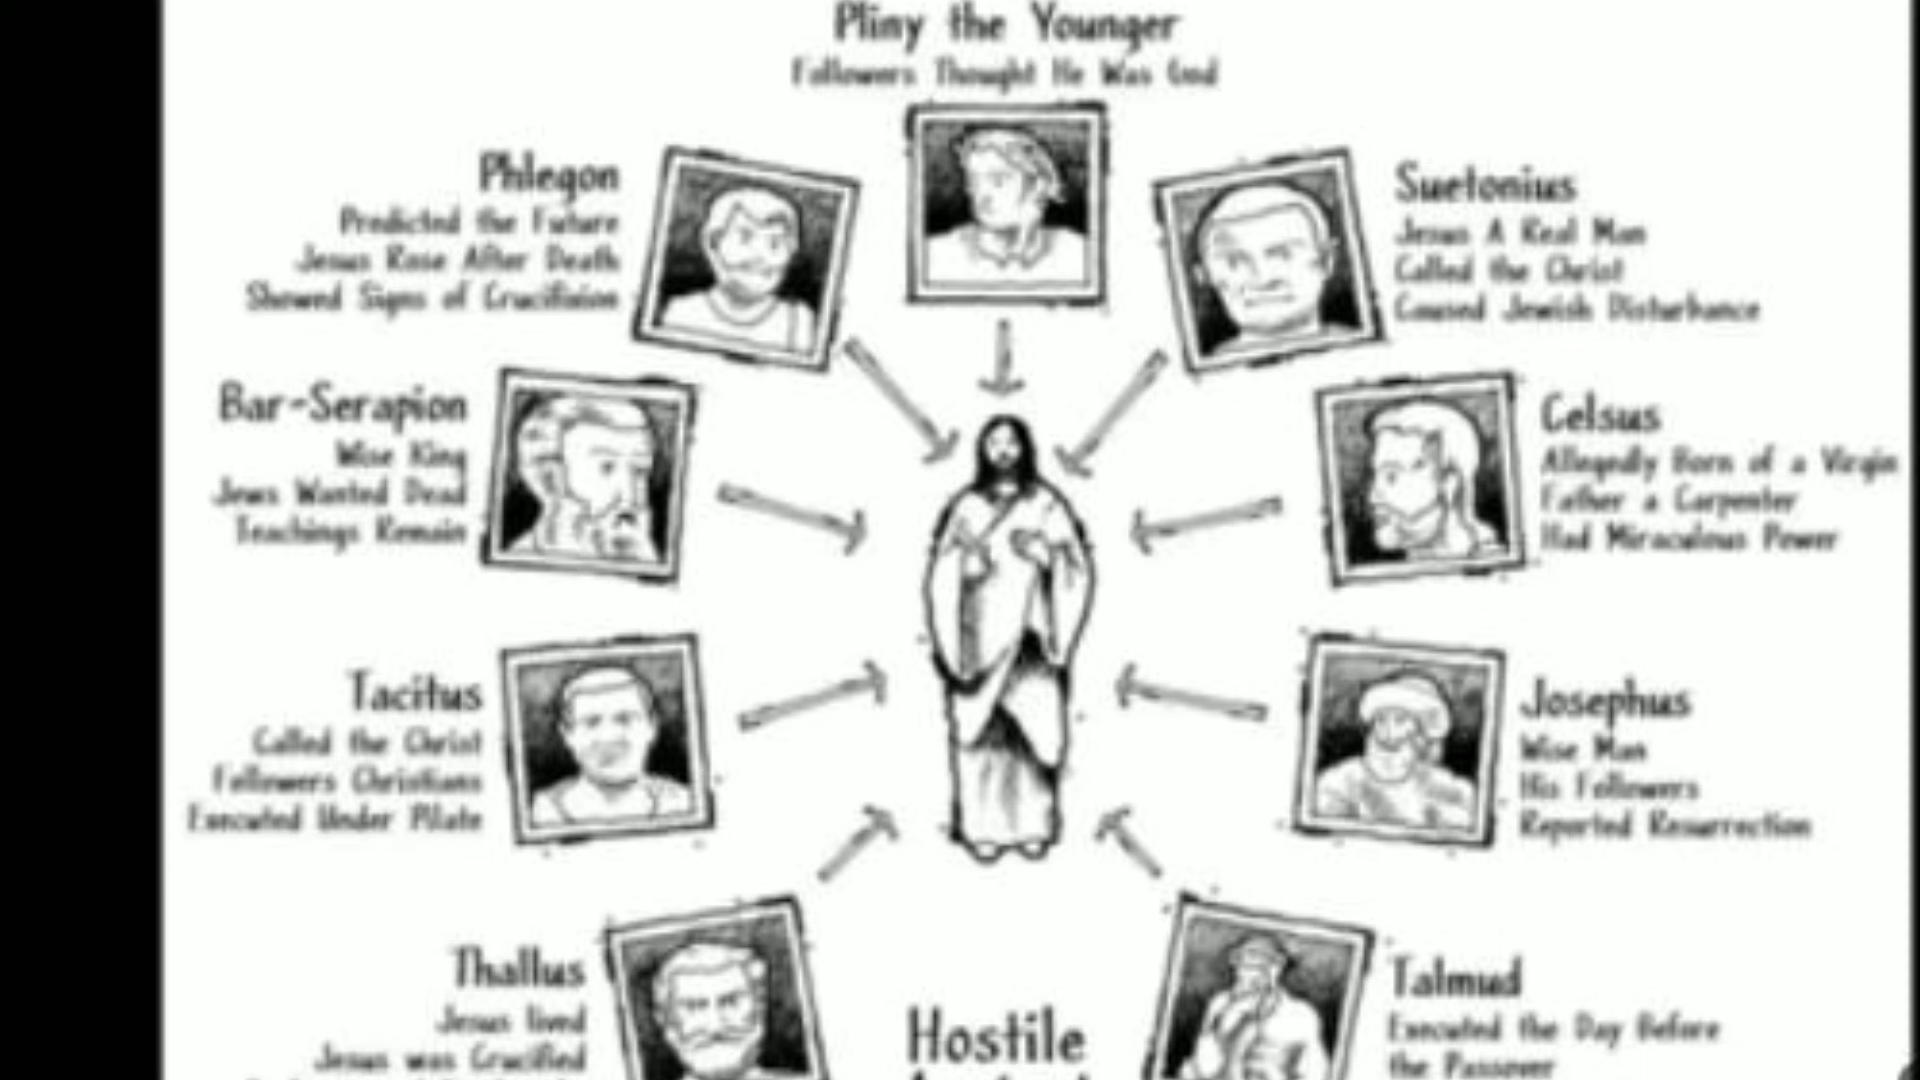 Pliny the Younger
Followers Thought He Was God
Phlegon
Predicted the Future
Jesus Rose After Death
Showed Signs of Crucifixion
Suetonius
Jesus A Real Man
Called the Christ
Caused Jewish Disturbance
Bar-Serapion
Wise King
Jews Wanted Dead
Teachings Remain
Celsus
Allegedly Born of a Virgin
Father a Carpenter
Had Miraculous Power
Tacitus
Called the Christ
Followers Christians
Executed Under Pilate
Josephus
Wise Man
His Followers
Reported Resurrection
Thallus
Jesus lived
Jesus was Crucified
Hostile
Talmud
Executed the Day Before
the Passover